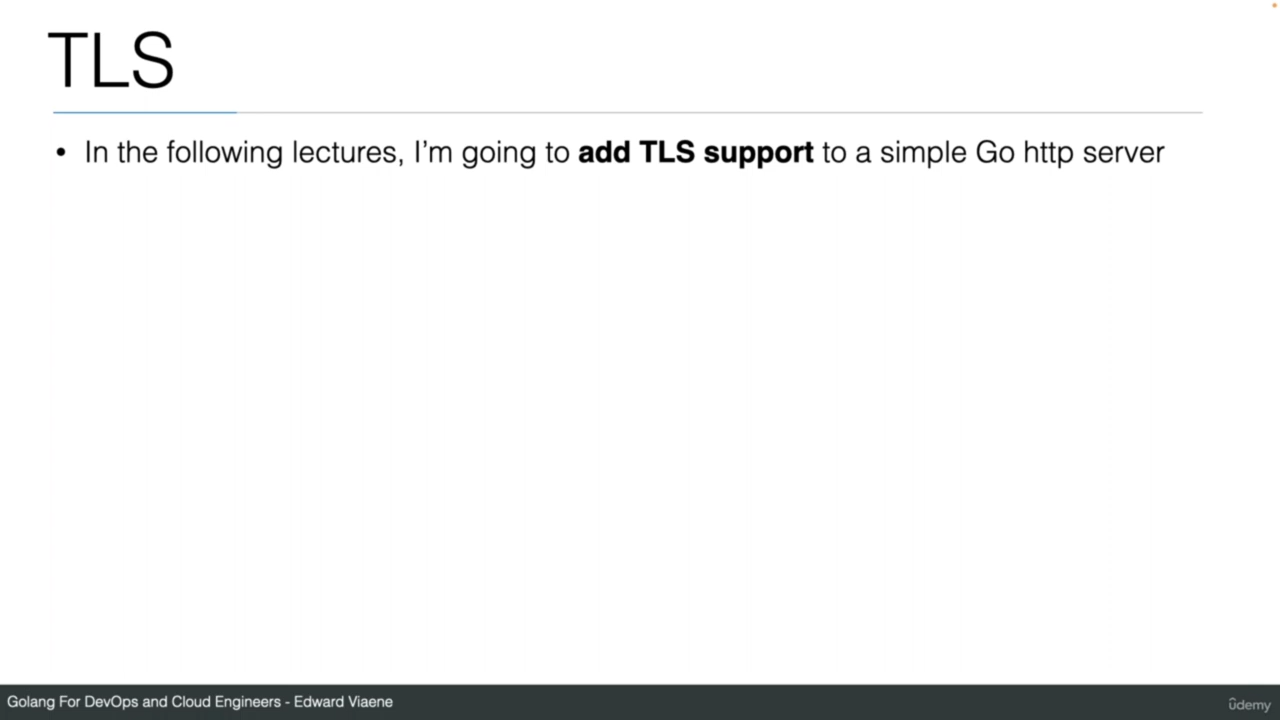 TLS
• In the following lectures, I’m going to add TLS support to a simple Go http server
Golang For DevOps and Cloud Engineers - Edward Viaene
ûdemy